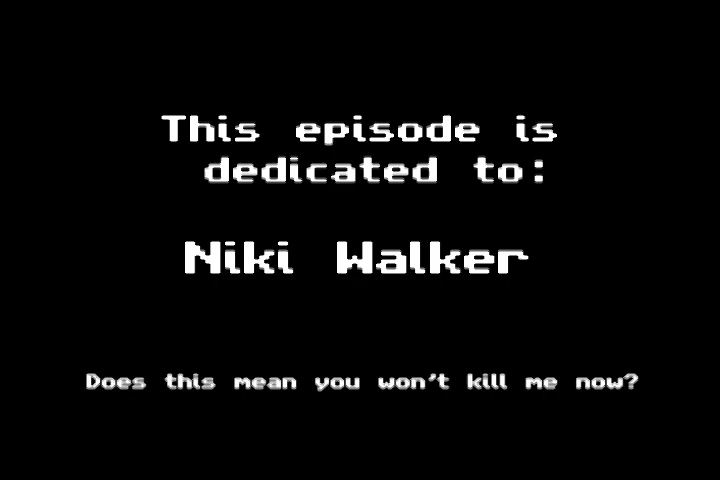 This episode is
dedicated to:
Niki Walker
Does this mean you won't kill me now?